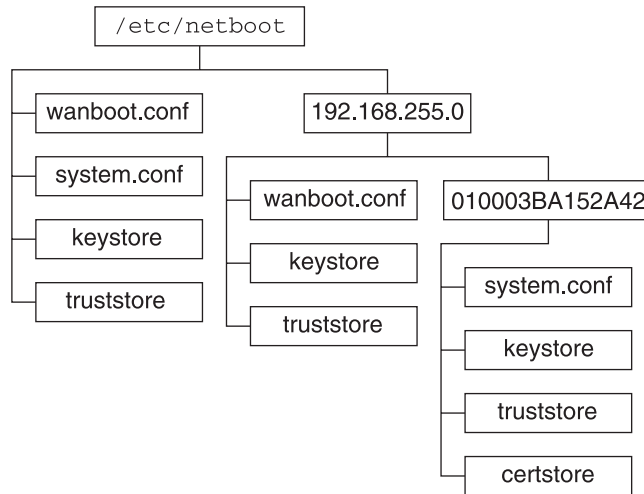 /etc/netboot
wanboot.conf
system.conf
keystore
truststore
192.168.255.0
wanboot.conf
keystore
truststore
010003BA152A42
system.conf
keystore
truststore
certstore